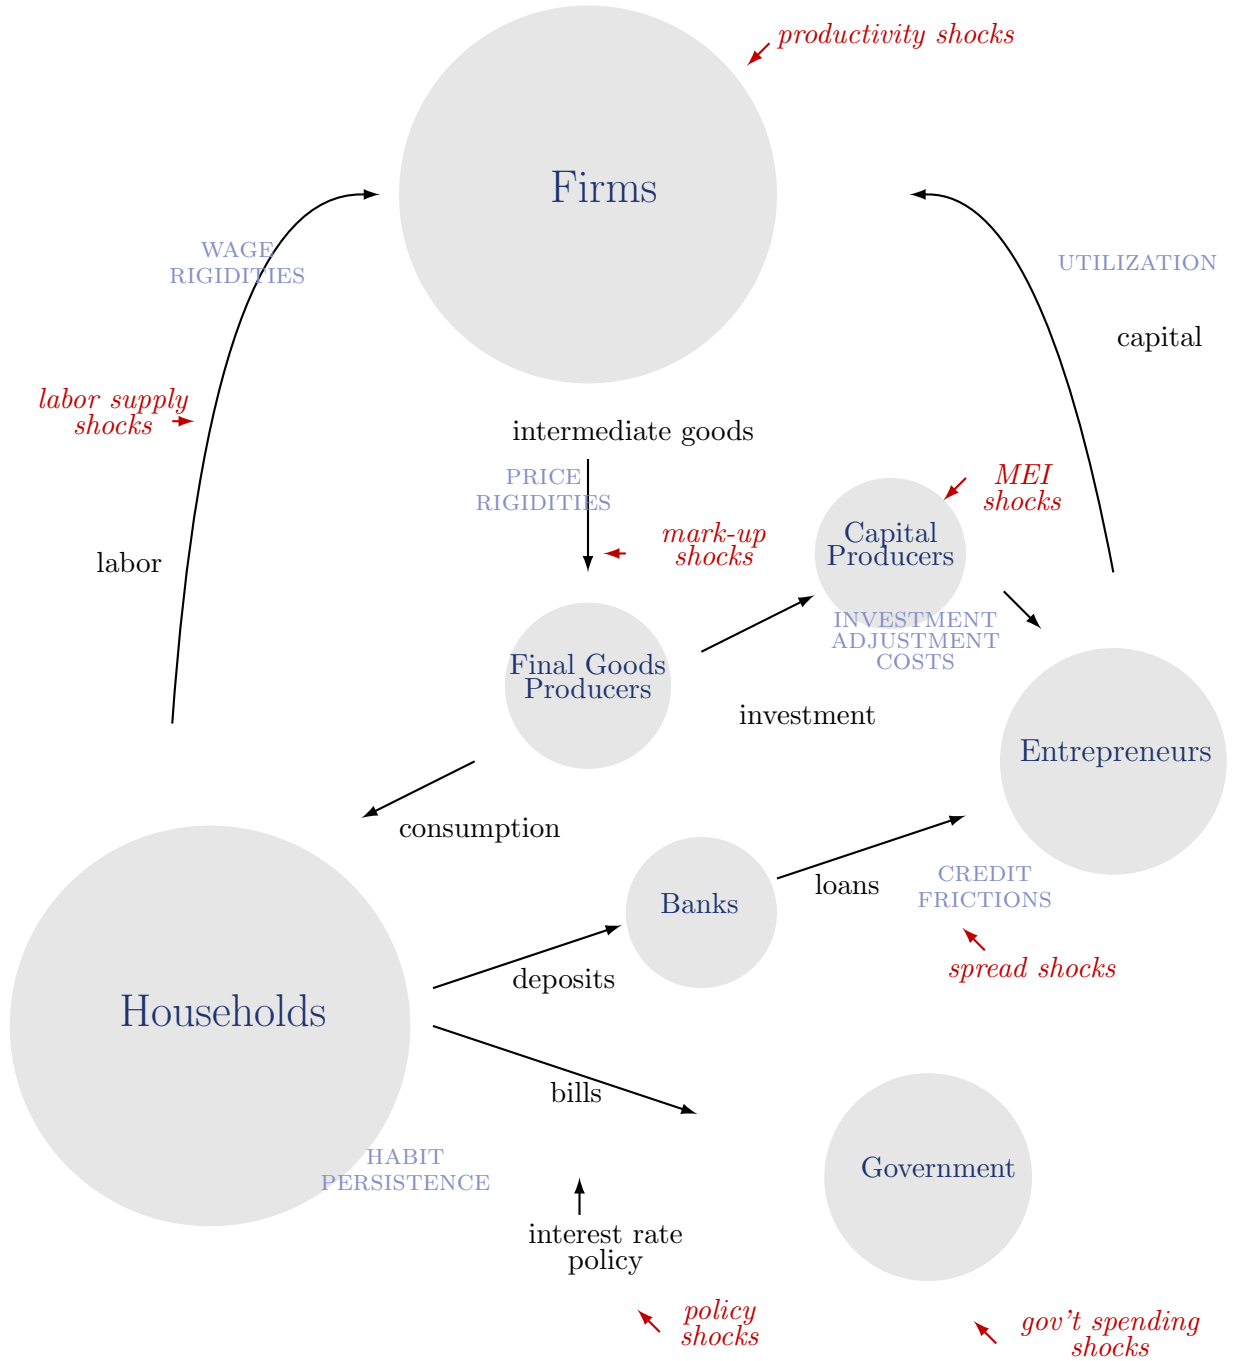 productivity shocks
Firms
WAGE
RIGIDITIES
UTILIZATION
capital
labor supply
shocks
intermediate goods
PRICE
RIGIDITIES
MEI
shocks
mark-up
shocks
Capital
Producers
labor
INVESTMENT
ADJUSTMENT
COSTS
Final Goods
Producers
investment
Entrepreneurs
consumption
loans
CREDIT
FRICTIONS
Banks
spread shocks
deposits
Households
bills
HABIT
PERSISTENCE
Government
interest rate
policy
policy
shocks
gov't spending
shocks